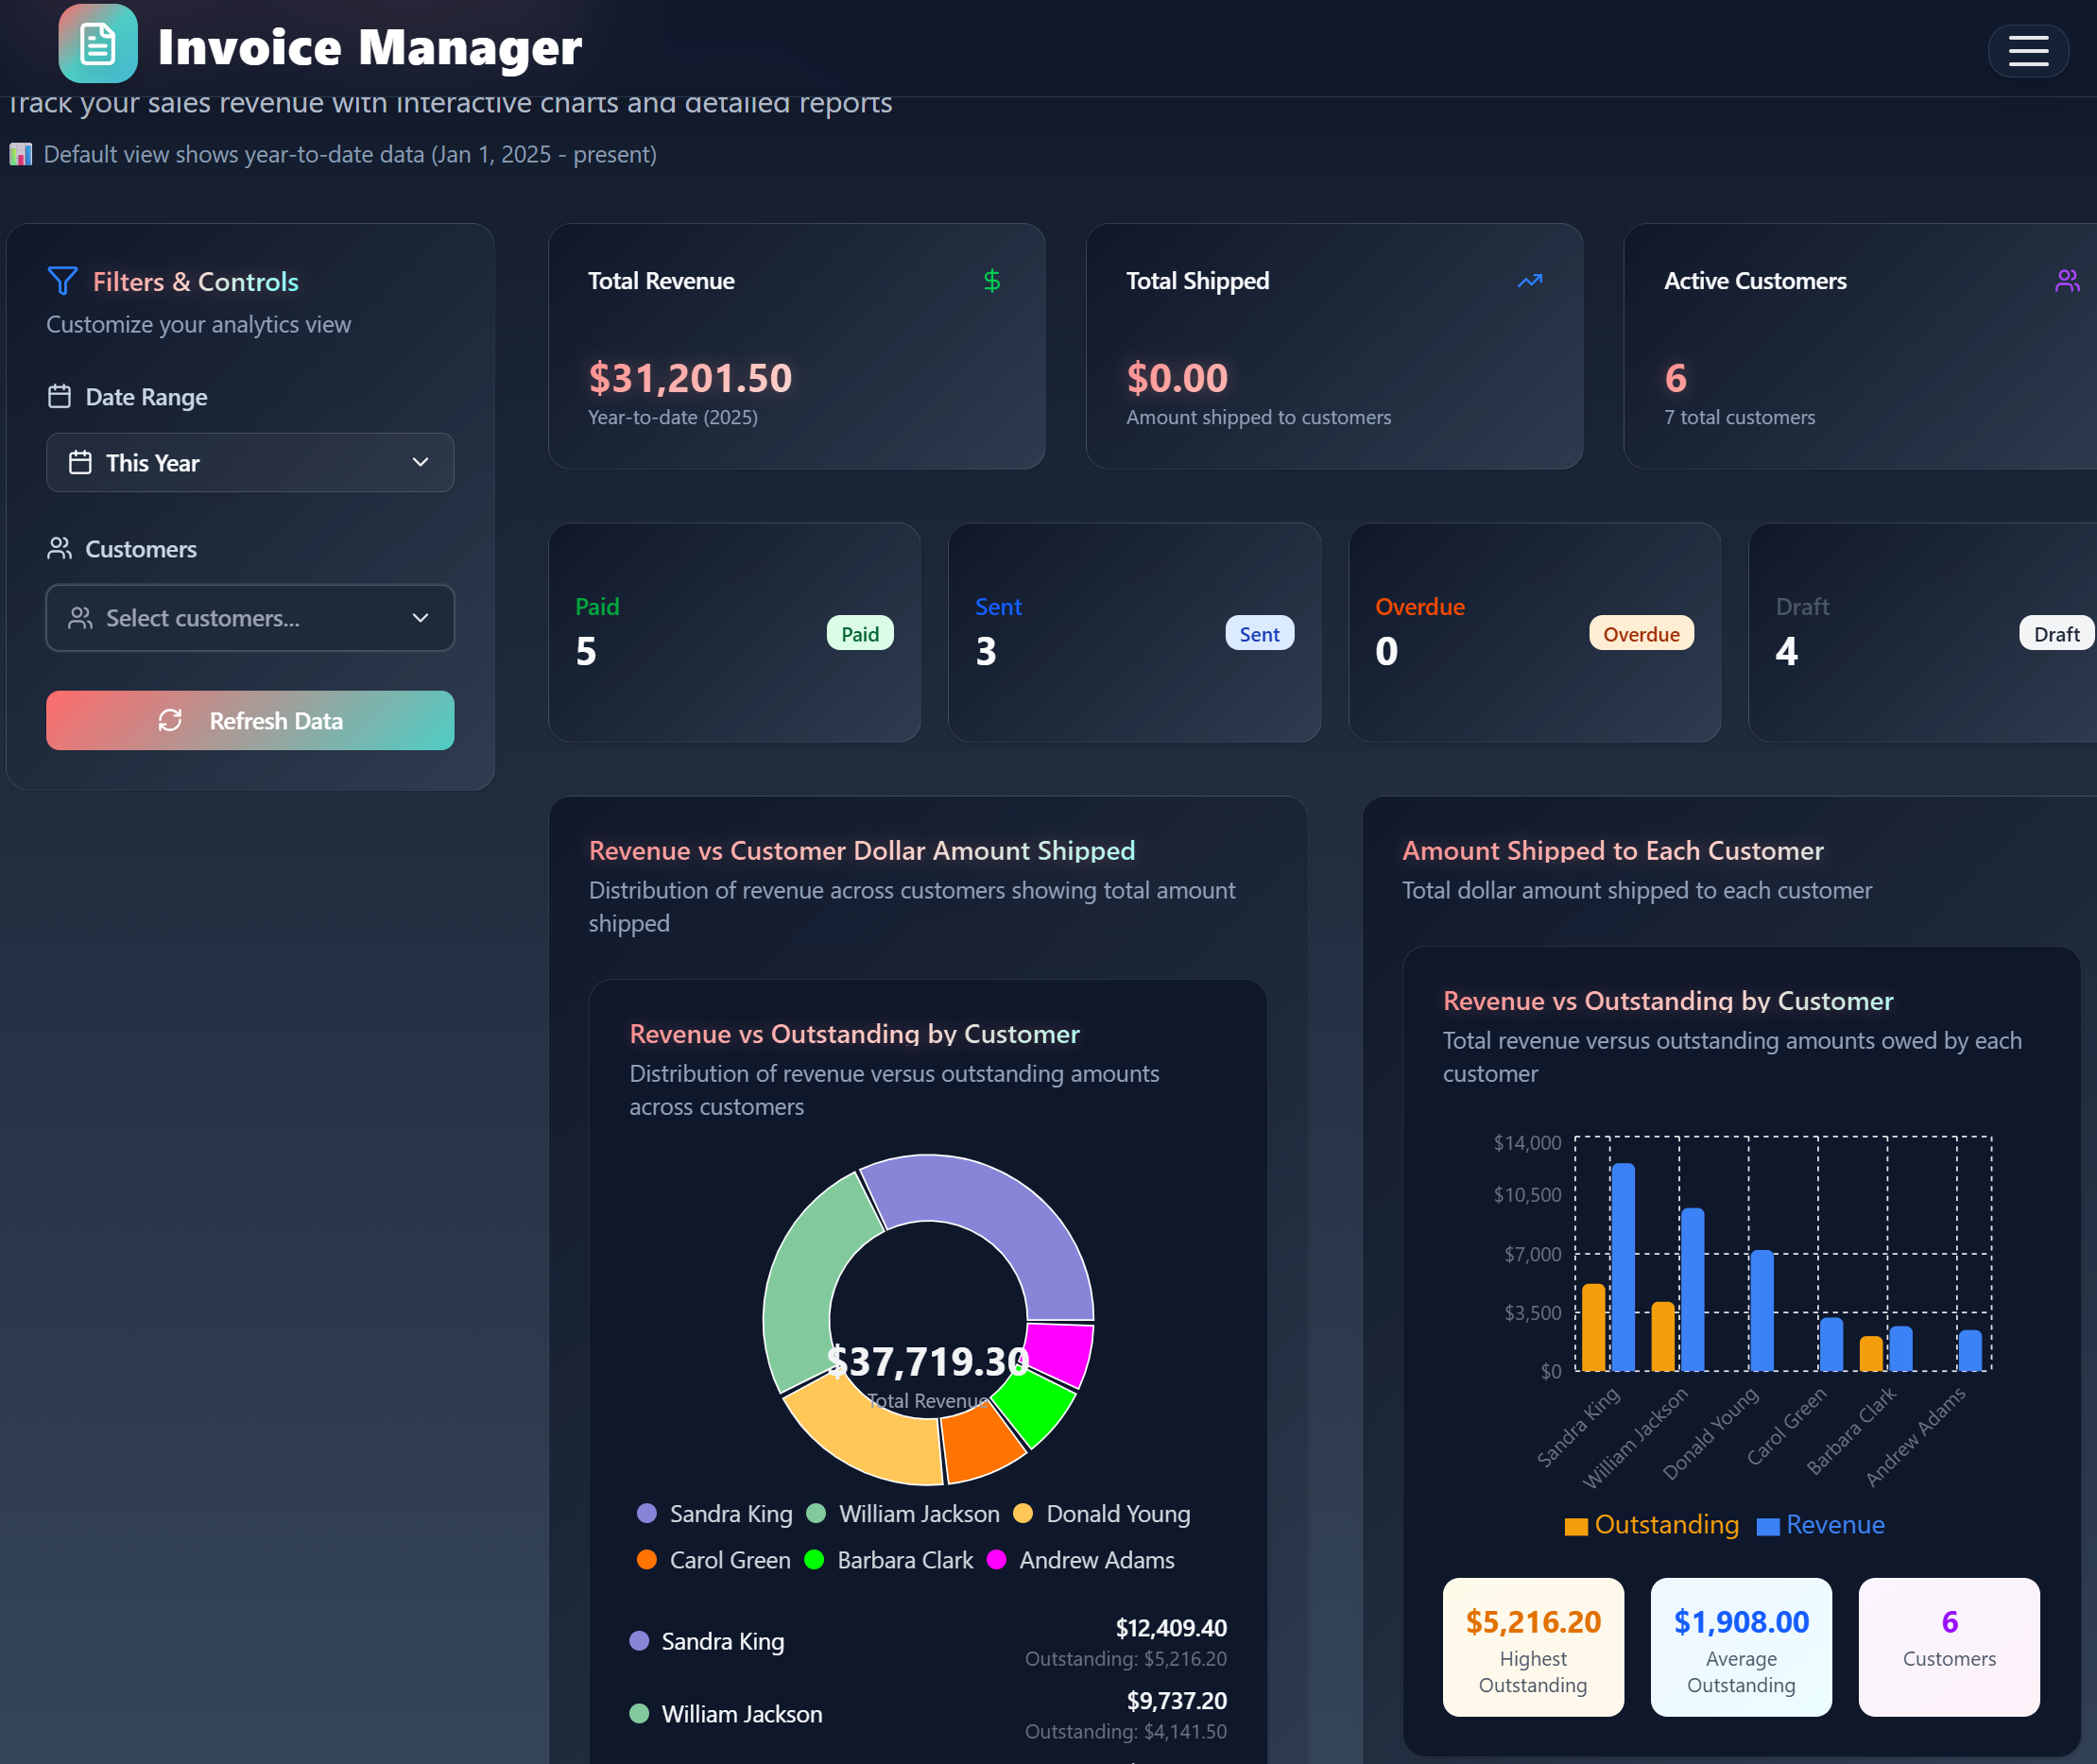 Invoice Manager
Track your sales revenue with interactive charts and detailed reports
Default view shows year-to-date data (Jan 1, 2025 - present)
Filters & Controls
Customize your analytics view
Date Range
This Year
Customers
Select customers...
Refresh Data
Total Revenue
$31,201.50
Year-to-date (2025)
Total Shipped
$0.00
Amount shipped to customers
Active Customers
6
7 total customers
Paid
5
Paid
Sent
3
Sent
Overdue
0
Overdue
Draft
4
Draft
Revenue vs Customer Dollar Amount Shipped
Distribution of revenue across customers showing total amount
shipped
Revenue vs Outstanding by Customer
Distribution of revenue versus outstanding amounts
across customers
$37,719.30
Total Revenue
Sandra King William Jackson Donald Young
Carol Green Barbara Clark Andrew Adams
Sandra King
$12,409.40
Outstanding: $5,216.20
William Jackson
$9,737.20
Outstanding: $4,141.50
Amount Shipped to Each Customer
Total dollar amount shipped to each customer
Revenue vs Outstanding by Customer
Total revenue versus outstanding amounts owed by each
customer
$14,000
$10,500
$7,000
$3,500
$0
Sandra King
William Jackson
Donald Young
Carol Green
Barbara Clark
Andrew Adams
Outstanding Revenue
$5,216.20
Highest
Outstanding
$1,908.00
Average
Outstanding
6
Customers